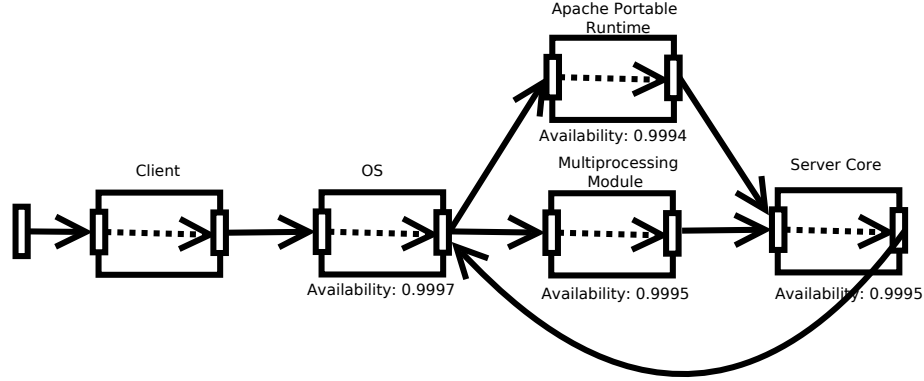 Apache Portable
Runtime
Availability: 0.9994
Client
OS
Multiprocessing
Module
Server Core
Availability: 0.9997
Availability: 0.9995
Availability: 0.9995